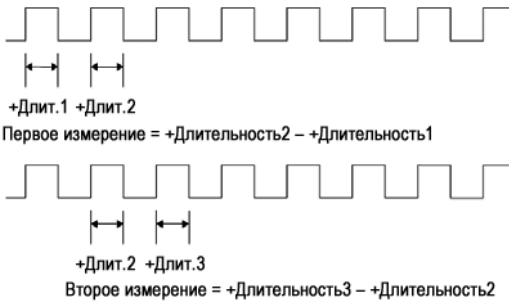 +Длит.1 +Длит.2
Первое измерение = +Длительность2 – +Длительность1
+Длит.2 +Длит.3
Второе измерение = +Длительность3 – +Длительность2